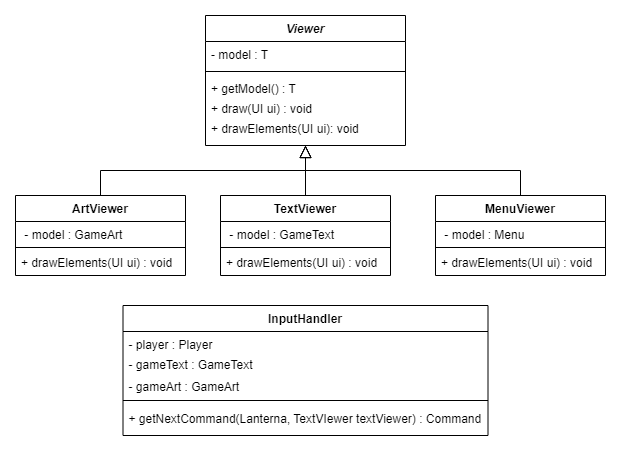 Viewer
- model : T
+ getModel() : T
+ draw(UI ui) : void
+ drawElements(UI ui): void
ArtViewer
- model : GameArt
+ drawElements(UI ui) : void
TextViewer
- model : GameText
+ drawElements(UI ui) : void
MenuViewer
- model : Menu
+ drawElements(UI ui) : void
InputHandler
- player : Player
- gameText : GameText
- gameArt : GameArt
+ getNextCommand(Lanterna, TextVIewer textViewer) : Command